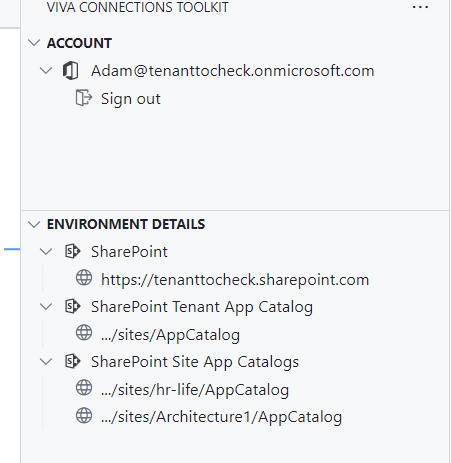 VIVA CONNECTIONS TOOLKIT ...
ACCOUNT
Adam@tenanttocheck.onmicrosoft.com
Sign out
ENVIRONMENT DETAILS
SharePoint
https://tenanttocheck.sharepoint.com
SharePoint Tenant App Catalog
.../sites/AppCatalog
SharePoint Site App Catalogs
.../sites/hr-life/AppCatalog
.../sites/Architecture1/AppCatalog